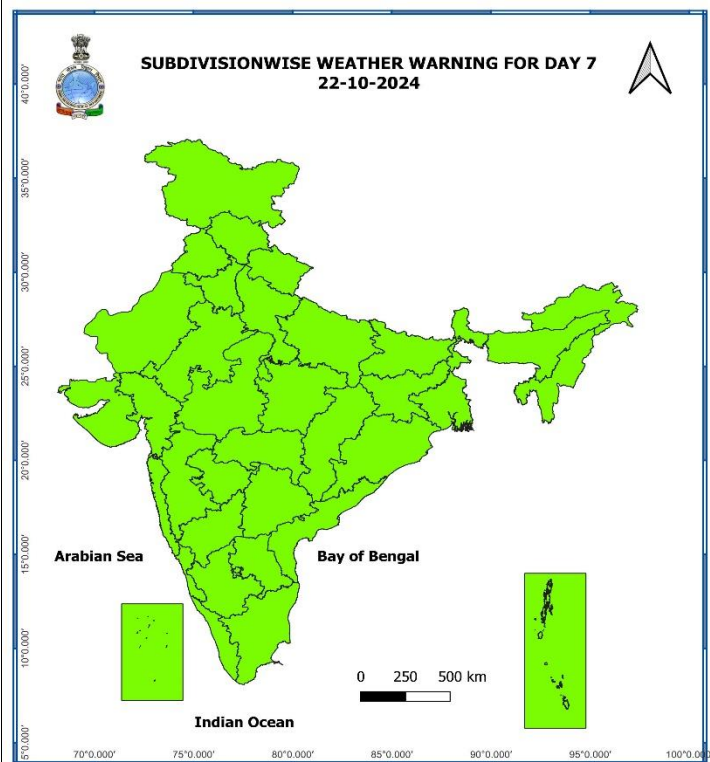 SUBDIVISIONWISE WEATHER WARNING FOR DAY 7
22-10-2024
40°0.000'
35°0.000'
30°0.000'
25°0.000'
20°0.000'
15°0.000'
10°0.000'
5°0.000'
Arabian Sea
Bay of Bengal
0 250 500 km
Indian Ocean
70°0.000' 75°0.000' 80°0.000' 85°0.000' 90°0.000' 95°0.000' 100°0.000'